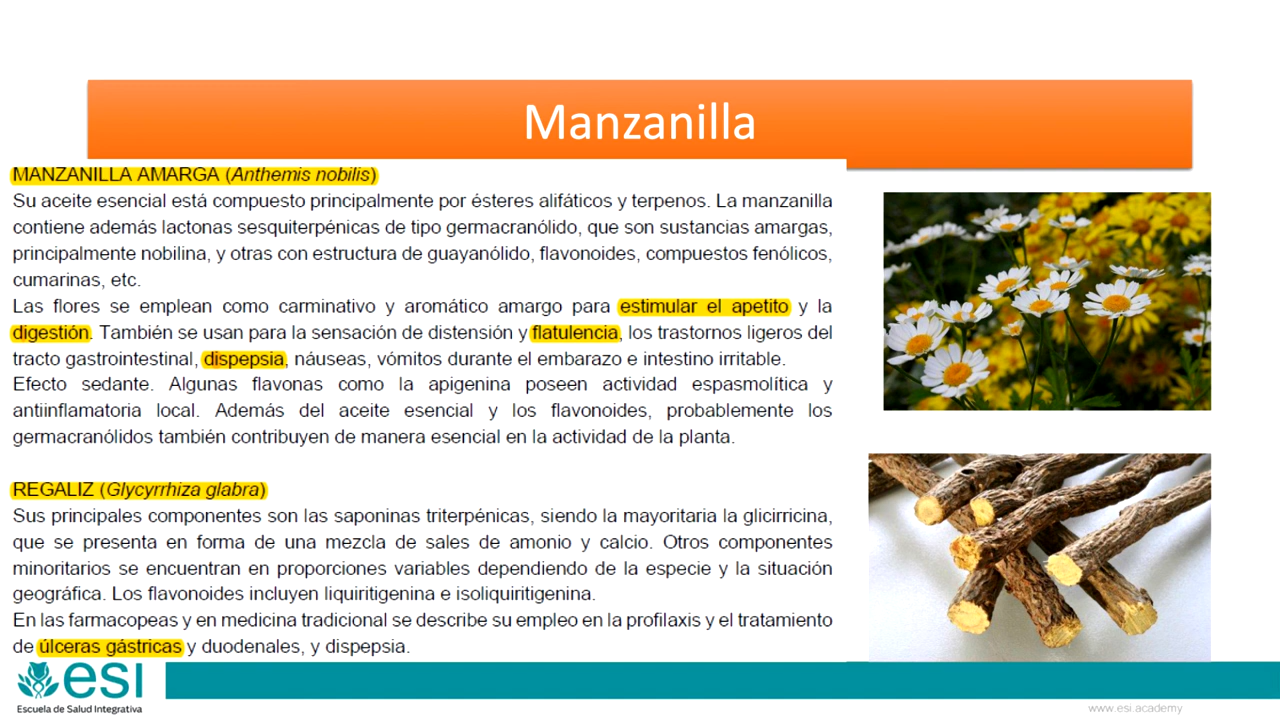 Manzanilla
MANZANILLA AMARGA (Anthemis nobilis)
Su aceite esencial está compuesto principalmente por ésteres alifáticos y terpenos. La manzanilla
contiene además lactonas sesquiterpénicas de tipo germacranólido, que son sustancias amargas,
principalmente nobilina, y otras con estructura de guayanólido, flavonoides, compuestos fenólicos,
cumarinas, etc.
Las flores se emplean como carminativo y aromático amargo para estimular el apetito y la
digestión. También se usan para la sensación de distensión y flatulencia, los trastornos ligeros del
tracto gastrointestinal, dispepsia, náuseas, vómitos durante el embarazo e intestino irritable.
Efecto sedante. Algunas flavonas como la apigenina poseen actividad espasmolítica y
antiinflamatoria local. Además del aceite esencial y los flavonoides, probablemente los
germacranólidos también contribuyen de manera esencial en la actividad de la planta.
REGALIZ (Glycyrrhiza glabra)
Sus principales componentes son las saponinas triterpénicas, siendo la mayoritaria la glicirricina,
que se presenta en forma de una mezcla de sales de amonio y calcio. Otros componentes
minoritarios se encuentran en proporciones variables dependiendo de la especie y la situación
geográfica. Los flavonoides incluyen liquiritigenina e isoliquiritigenina.
En las farmacopeas y en medicina tradicional se describe su empleo en la profilaxis y el tratamiento
de úlceras gástricas y duodenales, y dispepsia.
esi
Escuela de Salud Integrativa
www.esi.academy